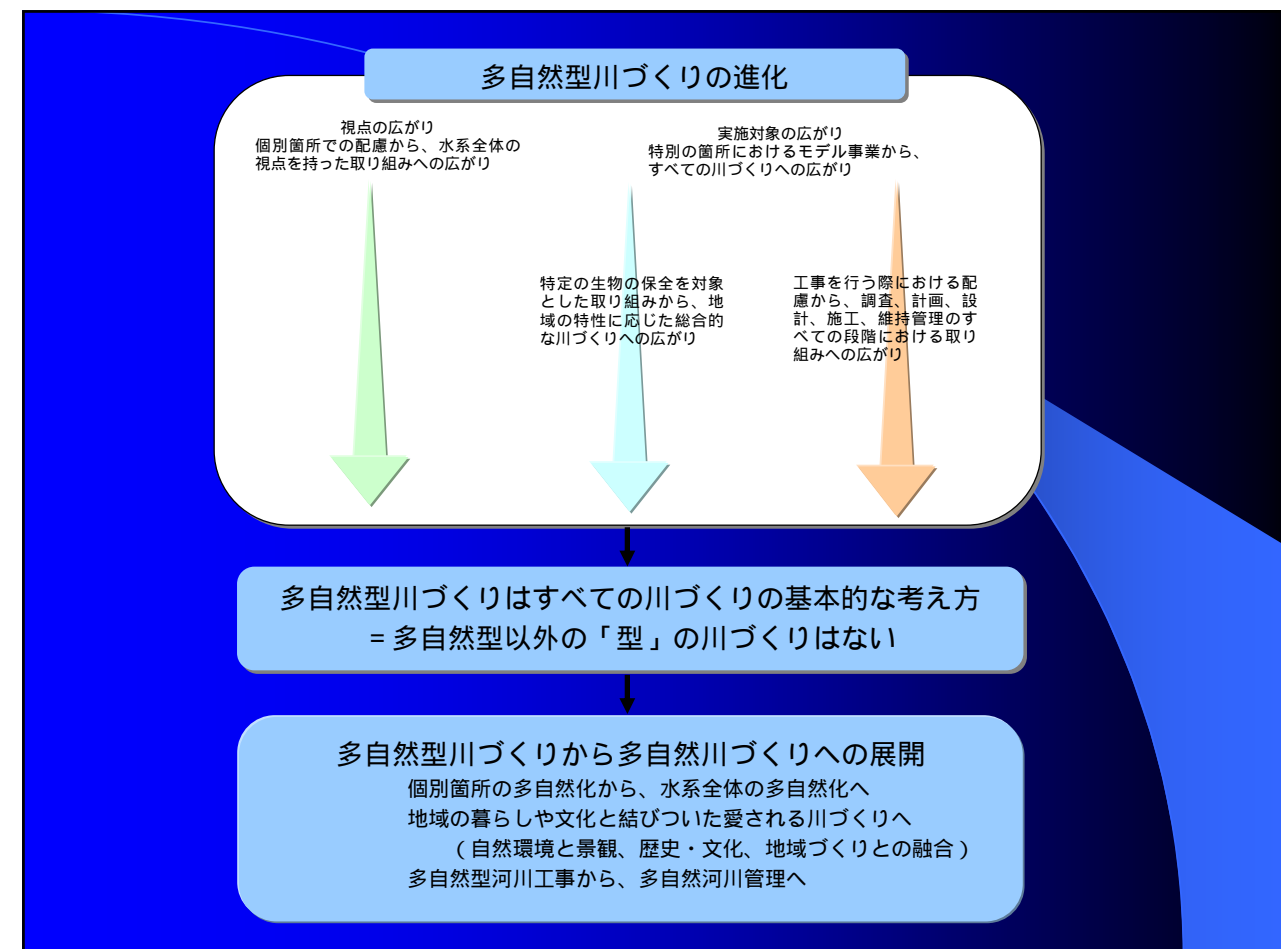 多自然型川づくりの進化
視点の広がり
個別箇所での配慮から、水系全体の
視点を持った取り組みへの広がり
実施対象の広がり
特別の箇所におけるモデル事業から、
すべての川づくりへの広がり
特定の生物の保全を対象
とした取り組みから、地
域の特性に応じた総合的
な川づくりへの広がり
工事を行う際における配
慮から、調査、計画、設
計、施工、維持管理のす
べての段階における取り
組みへの広がり
多自然型川づくりはすべての川づくりの基本的な考え方
=多自然型以外の「型」の川づくりはない
多自然型川づくりから多自然川づくりへの展開
個別箇所の多自然化から、水系全体の多自然化へ
地域の暮らしや文化と結びついた愛される川づくりへ
(自然環境と景観、歴史・文化、地域づくりとの融合)
多自然型河川工事から、多自然河川管理へ